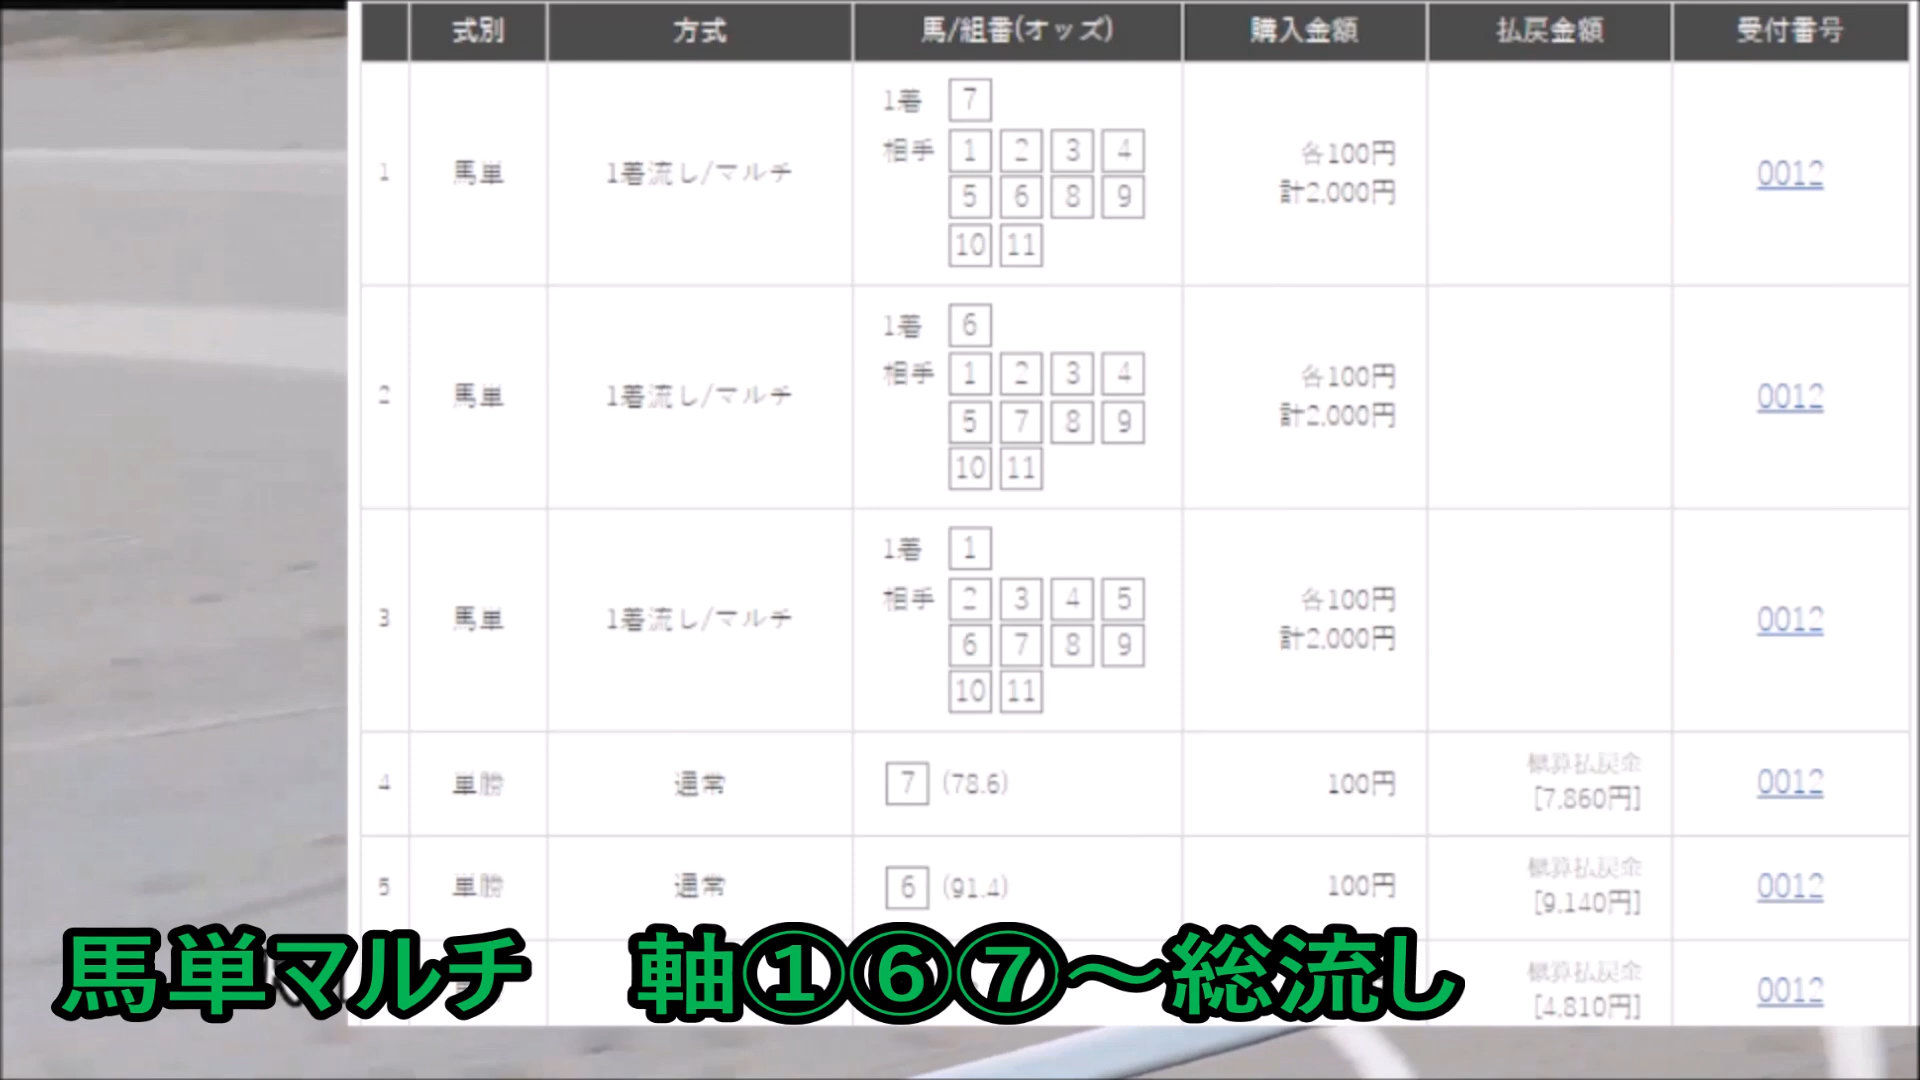 式別 方式 馬/組番(オッズ) 購入金額 払戻金額 受付番号
1着 7
相手 1 2 3 4
5 6 8 9
10 11
1 馬単 1着流し/マルチ 各100円 計2,000円 0012
1着 6
相手 1 2 3 4
5 7 8 9
10 11
2 馬単 1着流し/マルチ 各100円 計2,000円 0012
1着 1
相手 2 3 4 5
6 7 8 9
10 11
3 馬単 1着流し/マルチ 各100円 計2,000円 0012
4 単勝 通常 7 (78.6) 100円 概算払戻金 [7,860円] 0012
5 単勝 通常 6 (91.4) 100円 概算払戻金 [9,140円] 0012
概算払戻金 [4,810円] 0012
馬単マルチ 軸①⑥⑦～総流し